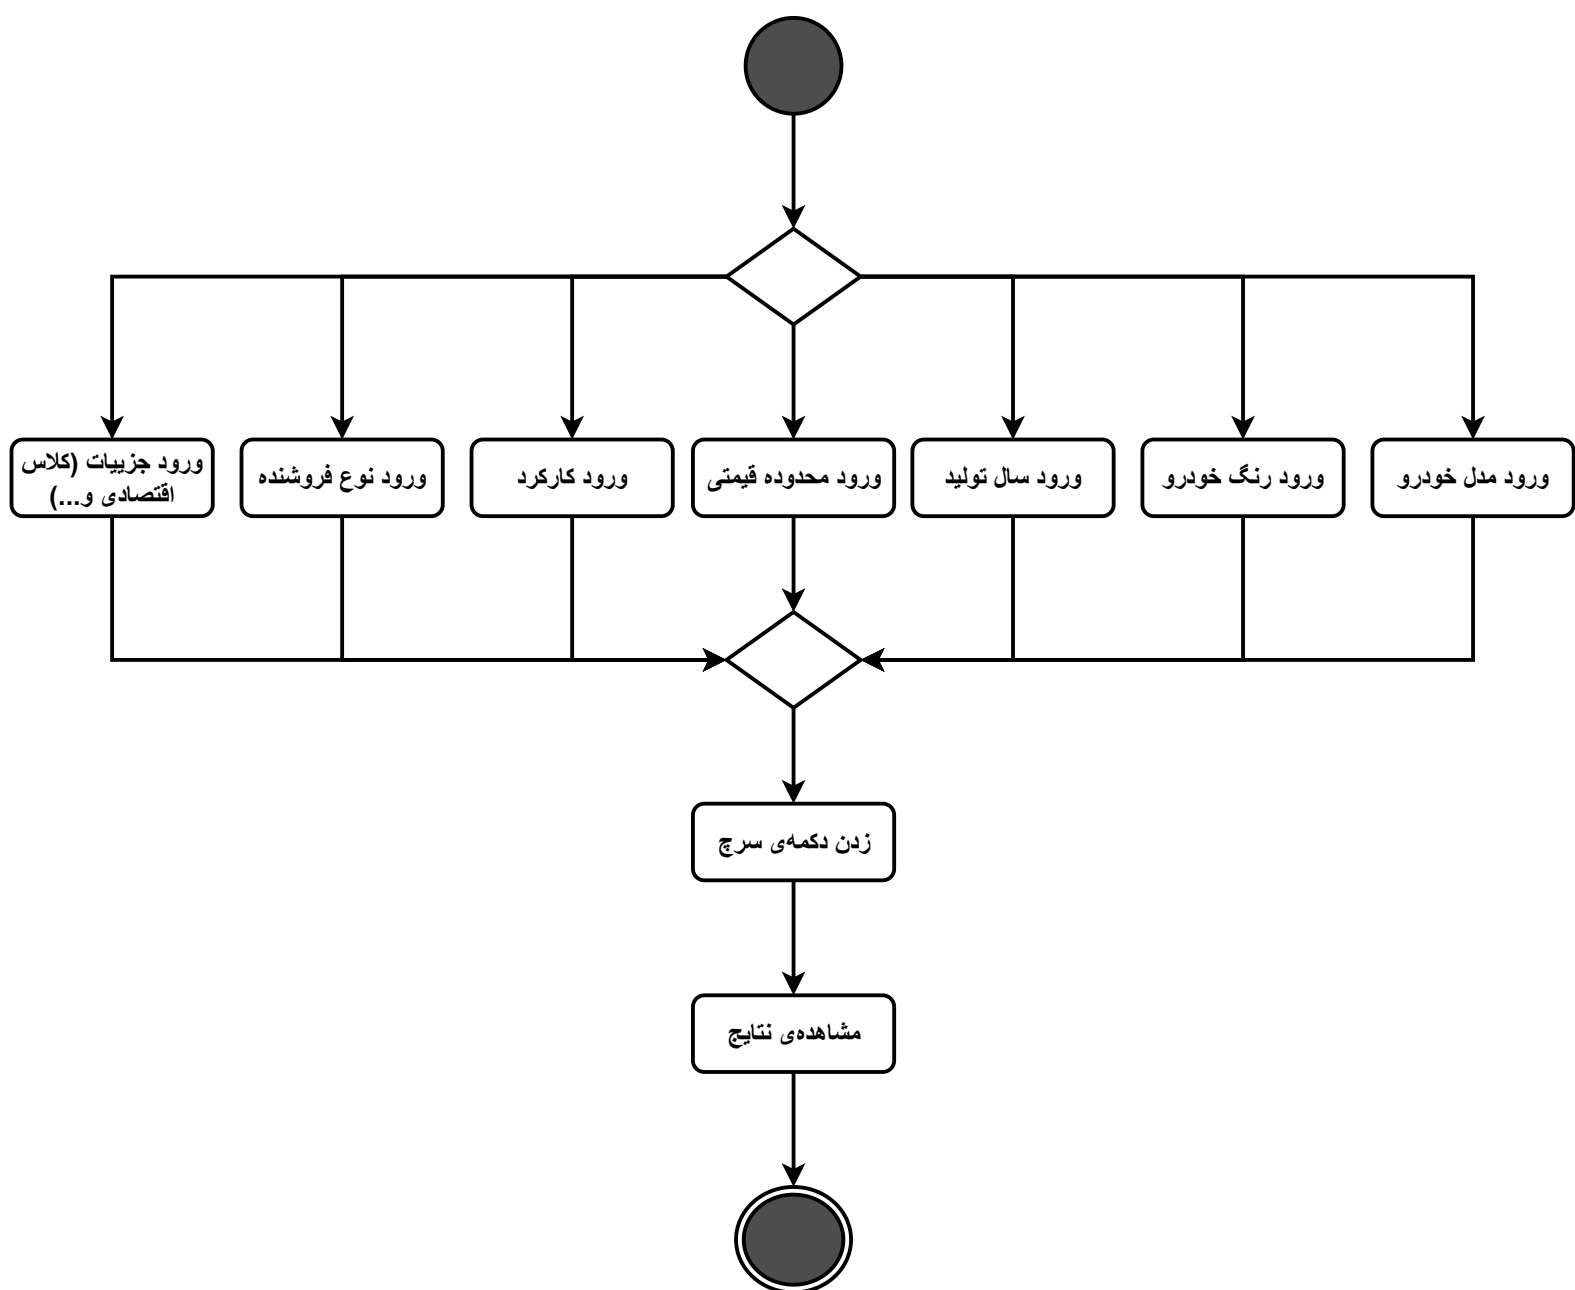 ورود مدل خودرو
ورود رنگ خودرو
ورود سال تولید
ورود محدوده قیمتی
ورود کارکرد
ورود نوع فروشنده
ورود جزییات (کلاس
اقتصادی و...)
زدن دکمه‌ی سرچ
مشاهده‌ی نتایج